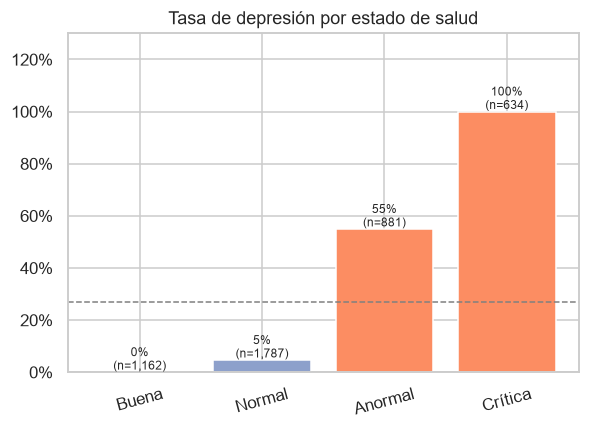 Tasa de depresión por estado de salud
120%
100%
80%
60%
40%
20%
0%
0%
(n=1,162)
5%
(n=1,787)
55%
(n=881)
100%
(n=634)
Buena
Normal
Anormal
Crítica